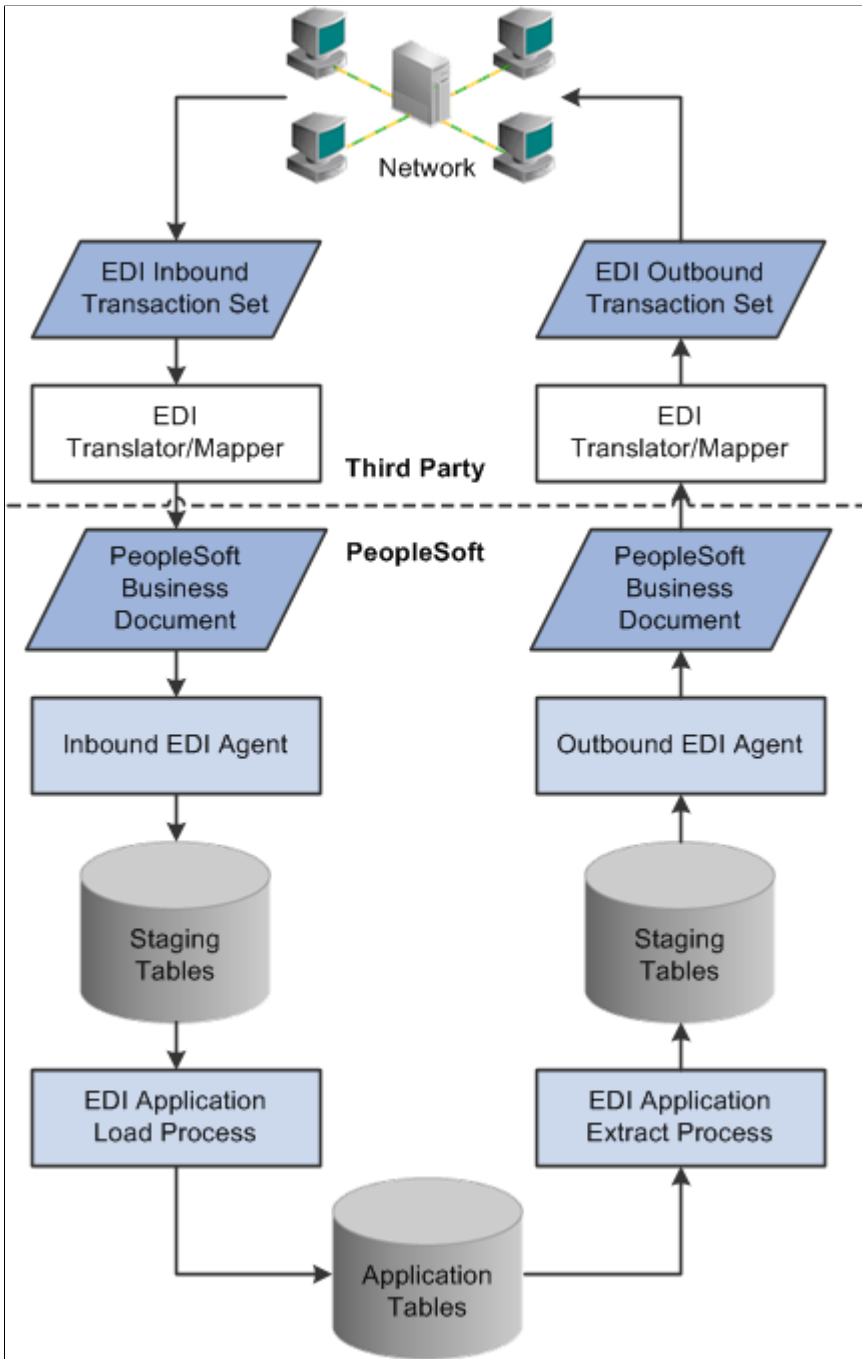 Network
EDI Inbound
Transaction Set
EDI Outbound
Transaction Set
EDI
Translator/Mapper
EDI
Translator/Mapper
Third Party
PeopleSoft
PeopleSoft
Business
Document
PeopleSoft
Business
Document
Inbound EDI Agent
Outbound EDI Agent
Staging
Tables
Staging
Tables
EDI Application
Load Process
EDI Application
Extract Process
Application
Tables